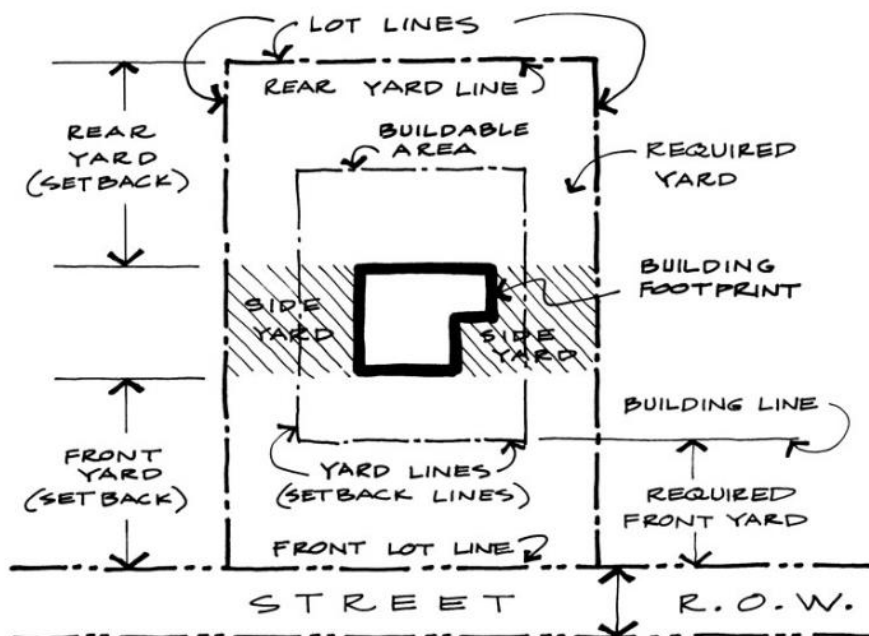 LOT LINES
REAR YARD LINE
REAR
YARD
(SETBACK)
BUILDABLE
AREA
REQUIRED
YARD
SIDE
YARD
BUILDING
FOOTPRINT
SIDE
YARD
BUILDING LINE
FRONT
YARD
(SETBACK)
YARD LINES
(SETBACK LINES)
REQUIRED
FRONT YARD
FRONT LOT LINE
STREET
R.O.W.